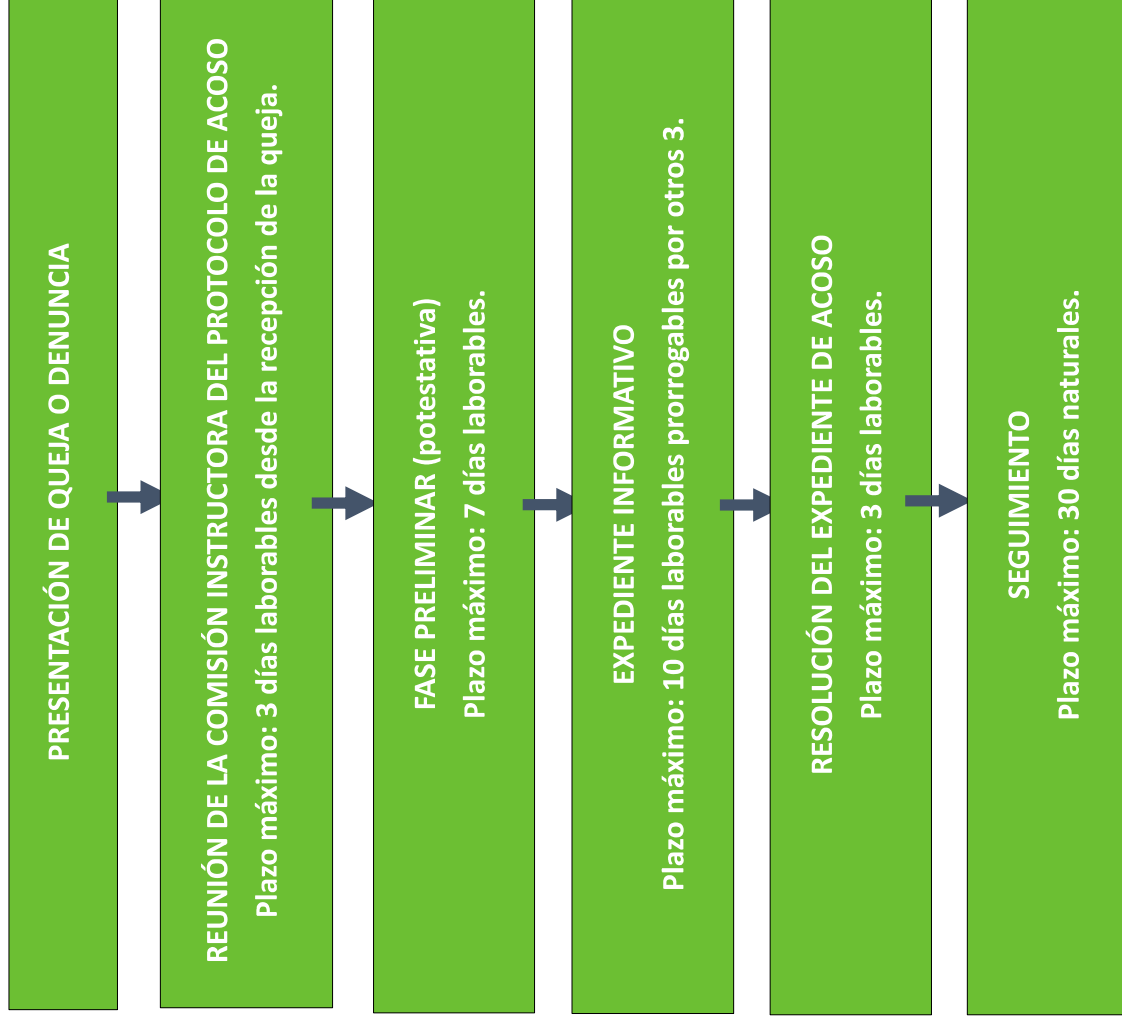 PRESENTACIÓN DE QUEJA O DENUNCIA
REUNIÓN DE LA COMISIÓN INSTRUCTORA DEL PROTOCOLO DE ACOSO
Plazo máximo: 3 días laborables desde la recepción de la queja.
FASE PRELIMINAR (potestativa)
Plazo máximo: 7 días laborables.
EXPEDIENTE INFORMATIVO
Plazo máximo: 10 días laborables prorrogables por otros 3.
RESOLUCIÓN DEL EXPEDIENTE DE ACOSO
Plazo máximo: 3 días laborables.
SEGUIMIENTO
Plazo máximo: 30 días naturales.